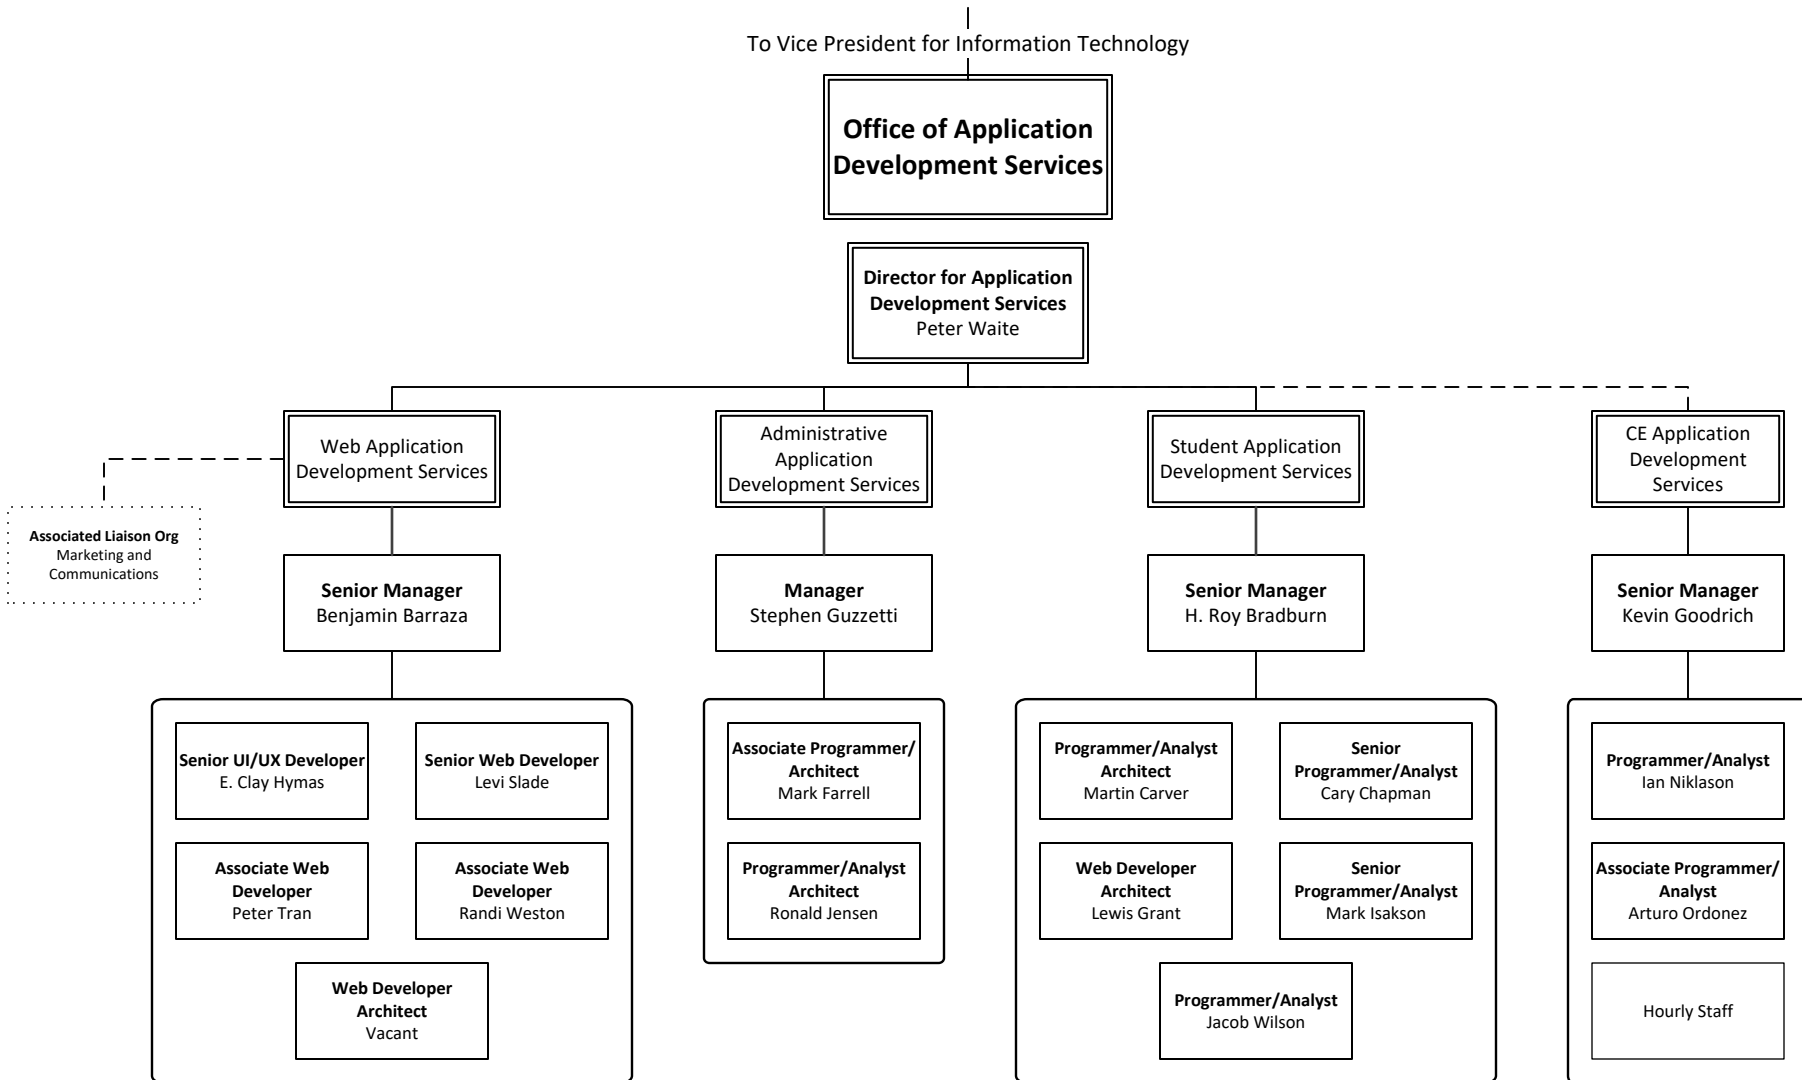 To Vice President for Information Technology
Office of Application
Development Services
Director for Application
Development Services
Peter Waite
Web Application
Development Services
Administrative
Application
Development Services
Student Application
Development Services
CE Application
Development
Services
Associated Liaison Org
Marketing and
Communications
Senior Manager
Benjamin Barraza
Manager
Stephen Guzzetti
Senior Manager
H. Roy Bradburn
Senior Manager
Kevin Goodrich
Senior UI/UX Developer
E. Clay Hymas
Senior Web Developer
Levi Slade
Associate Web
Developer
Peter Tran
Associate Web
Developer
Randi Weston
Web Developer
Architect
Vacant
Associate Programmer/
Architect
Mark Farrell
Programmer/Analyst
Architect
Ronald Jensen
Programmer/Analyst
Architect
Martin Carver
Senior
Programmer/Analyst
Cary Chapman
Web Developer
Architect
Lewis Grant
Senior
Programmer/Analyst
Mark Isakson
Programmer/Analyst
Jacob Wilson
Programmer/Analyst
Ian Niklason
Associate Programmer/
Analyst
Arturo Ordonez
Hourly Staff